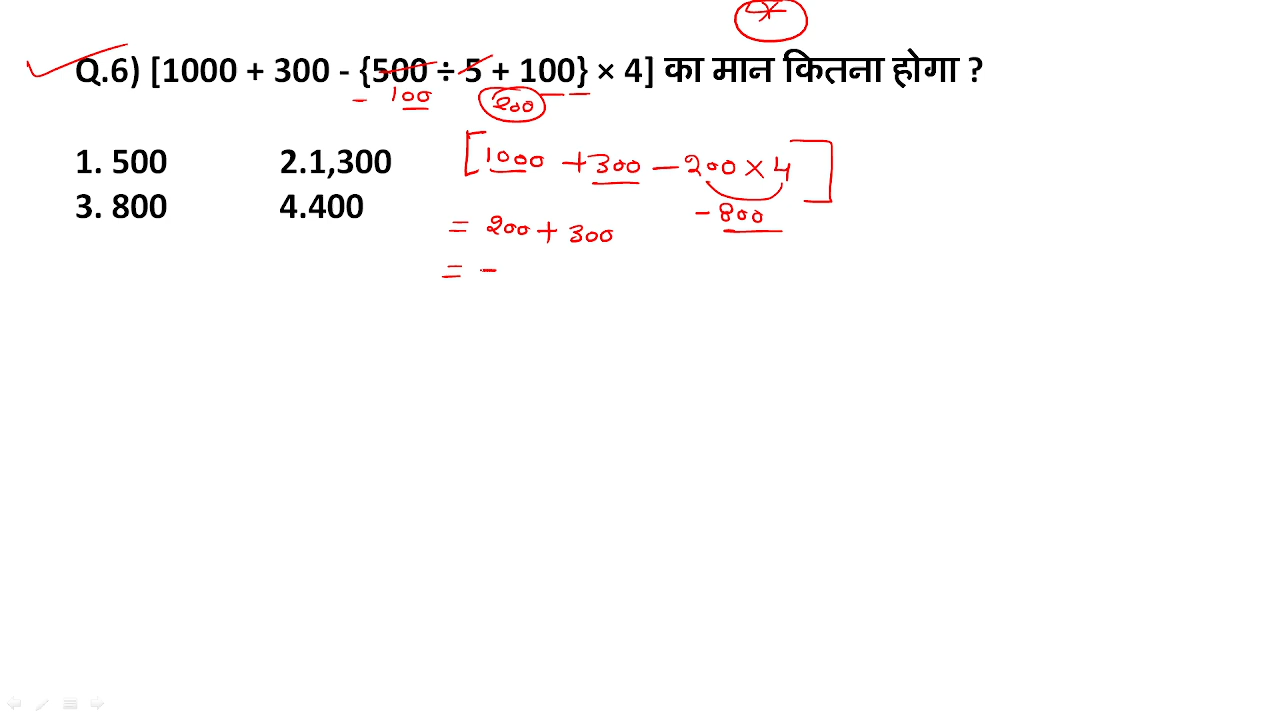 *
Q.6) [1000 + 300 - {500 ÷ 5 + 100} × 4] का मान कितना होगा ?
- 100 200
1. 500 2.1,300
[1000 + 300 - 200 × 4]
3. 800 4.400
- 800
= 200 + 300
= -